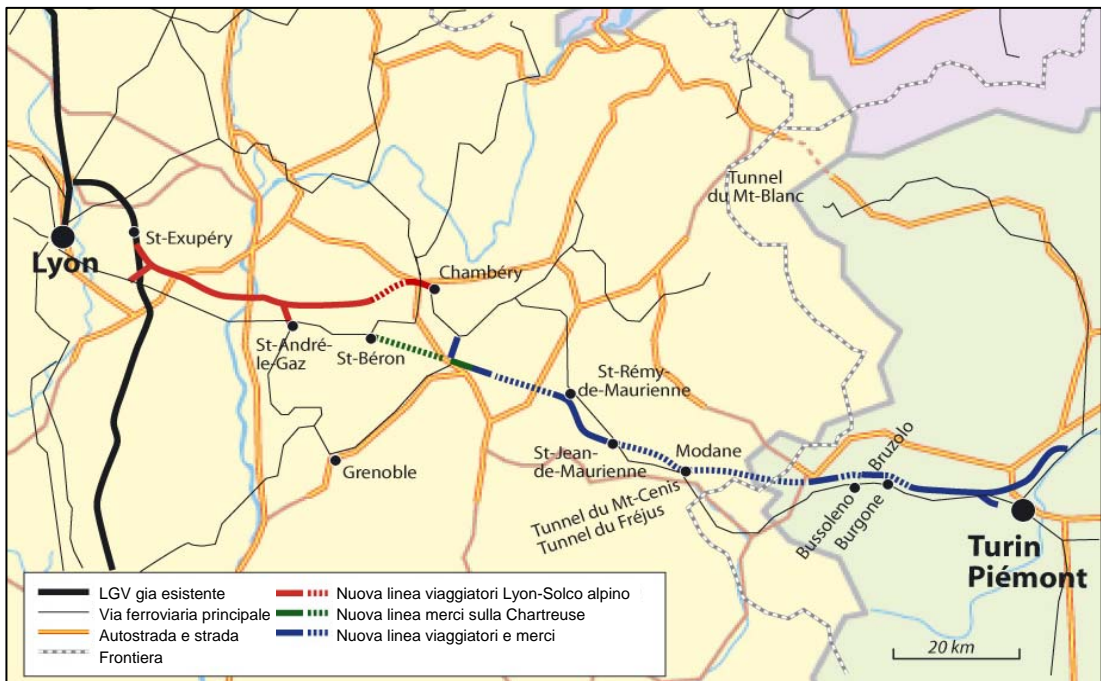 Tunnel
du Mt-Blanc
St-Exupéry
Lyon
Chambéry
St-André-
le-Gaz
St-Béron
St-Rémy-
de-Maurienne
Grenoble
St-Jean-
de-Maurienne
Modane
Tunnel du Mt-Cenis
Tunnel du Fréjus
Bussoleno
Burgone
Bruzolo
Turin
Piémont
LGV gia esistente
Via ferroviaria principale
Autostrada e strada
Frontiera
Nuova linea viaggiatori Lyon-Solco alpino
Nuova linea merci sulla Chartreuse
Nuova linea viaggiatori e merci
20 km